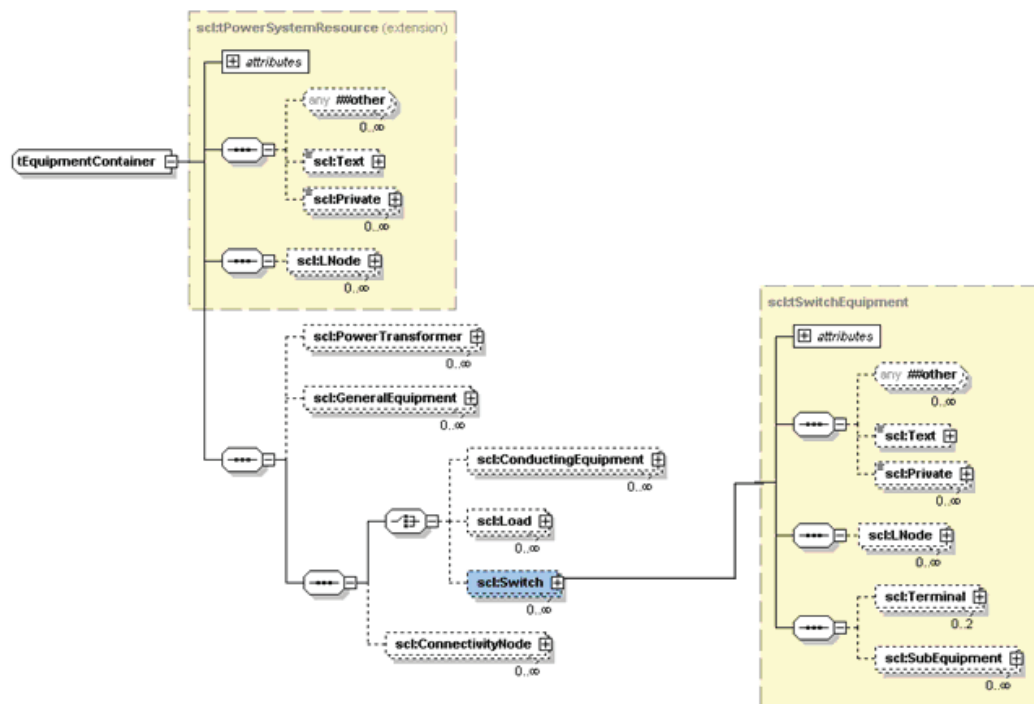 scl:tPowerSystemResource (extension)
attributes
any ##other
0..∞
tEquipmentContainer
scl:Text
scl:Private
0..∞
scl:LNode
0..∞
scl:PowerTransformer
0..∞
scl:GeneralEquipment
0..∞
scl:ConductingEquipment
0..∞
scl:Load
0..∞
scl:Switch
0..∞
scl:ConnectivityNode
0..∞
scl:tSwitchEquipment
attributes
any ##other
0..∞
scl:Text
scl:Private
0..∞
scl:LNode
0..∞
scl:Terminal
0..2
scl:SubEquipment
0..∞